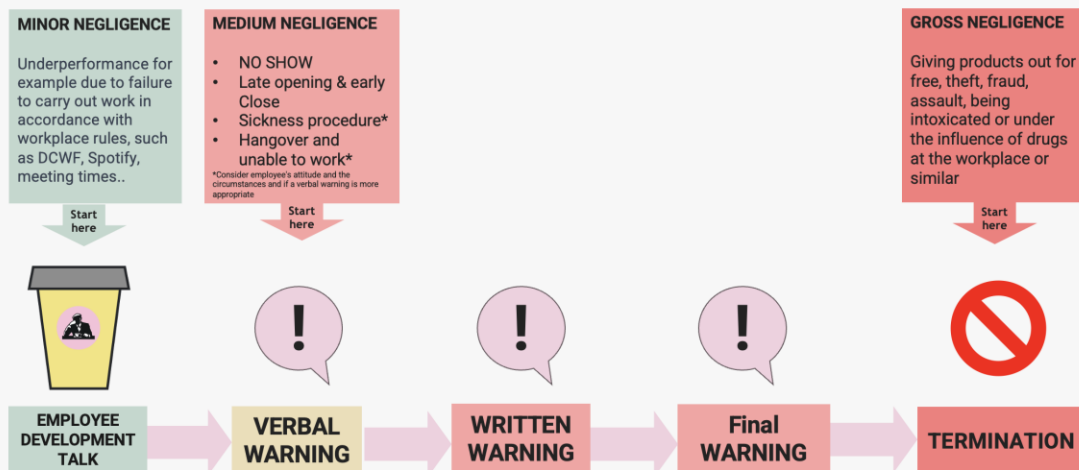 MINOR NEGLIGENCE
Underperformance for
example due to failure
to carry out work in
accordance with
workplace rules, such
as DCWF, Spotify,
meeting times..
Start
here
MEDIUM NEGLIGENCE
• NO SHOW
• Late opening & early
Close
• Sickness procedure*
• Hangover and
unable to work*
*Consider employee's attitude and the
circumstances and if a verbal warning is more
appropriate
Start
here
GROSS NEGLIGENCE
Giving products out for
free, theft, fraud,
assault, being
intoxicated or under
the influence of drugs
at the workplace or
similar
Start
here
!
!
!
EMPLOYEE
DEVELOPMENT
TALK
VERBAL
WARNING
WRITTEN
WARNING
Final
WARNING
TERMINATION